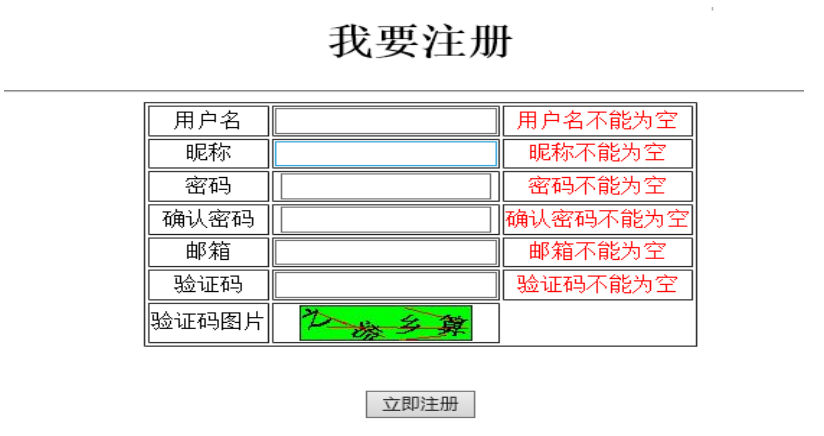 我要注册
用户名 用户名不能为空
昵称 昵称不能为空
密码 密码不能为空
确认密码 确认密码不能为空
邮箱 邮箱不能为空
验证码 验证码不能为空
验证码图片 乡算
立即注册